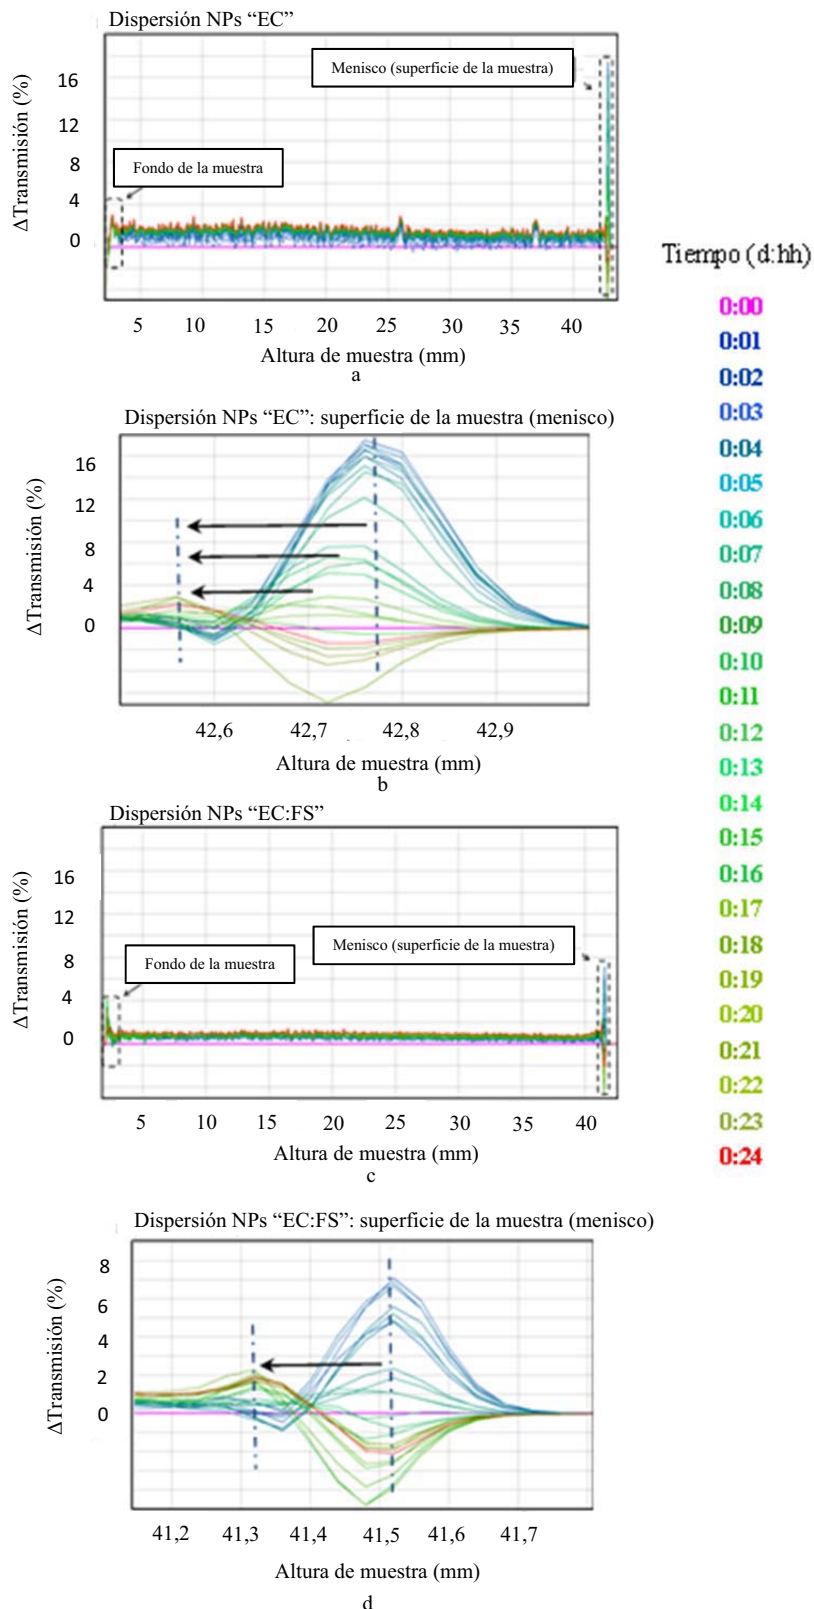 Dispersión NPs “EC”
ΔTransmisión (%)
16
12
8
4
0
Menisco (superficie de la muestra)
Fondo de la muestra
5 10 15 20 25 30 35 40
Altura de muestra (mm)
a
Dispersión NPs “EC”: superficie de la muestra (menisco)
ΔTransmisión (%)
16
12
8
4
0
42,6 42,7 42,8 42,9
Altura de muestra (mm)
b
Dispersión NPs “EC:FS”
ΔTransmisión (%)
16
12
8
4
0
Menisco (superficie de la muestra)
Fondo de la muestra
5 10 15 20 25 30 35 40
Altura de muestra (mm)
c
Dispersión NPs “EC:FS”: superficie de la muestra (menisco)
ΔTransmisión (%)
8
6
4
2
0
41,2 41,3 41,4 41,5 41,6 41,7
Altura de muestra (mm)
d
Tiempo (d:hh)
0:00
0:01
0:02
0:03
0:04
0:05
0:06
0:07
0:08
0:09
0:10
0:11
0:12
0:13
0:14
0:15
0:16
0:17
0:18
0:19
0:20
0:21
0:22
0:23
0:24